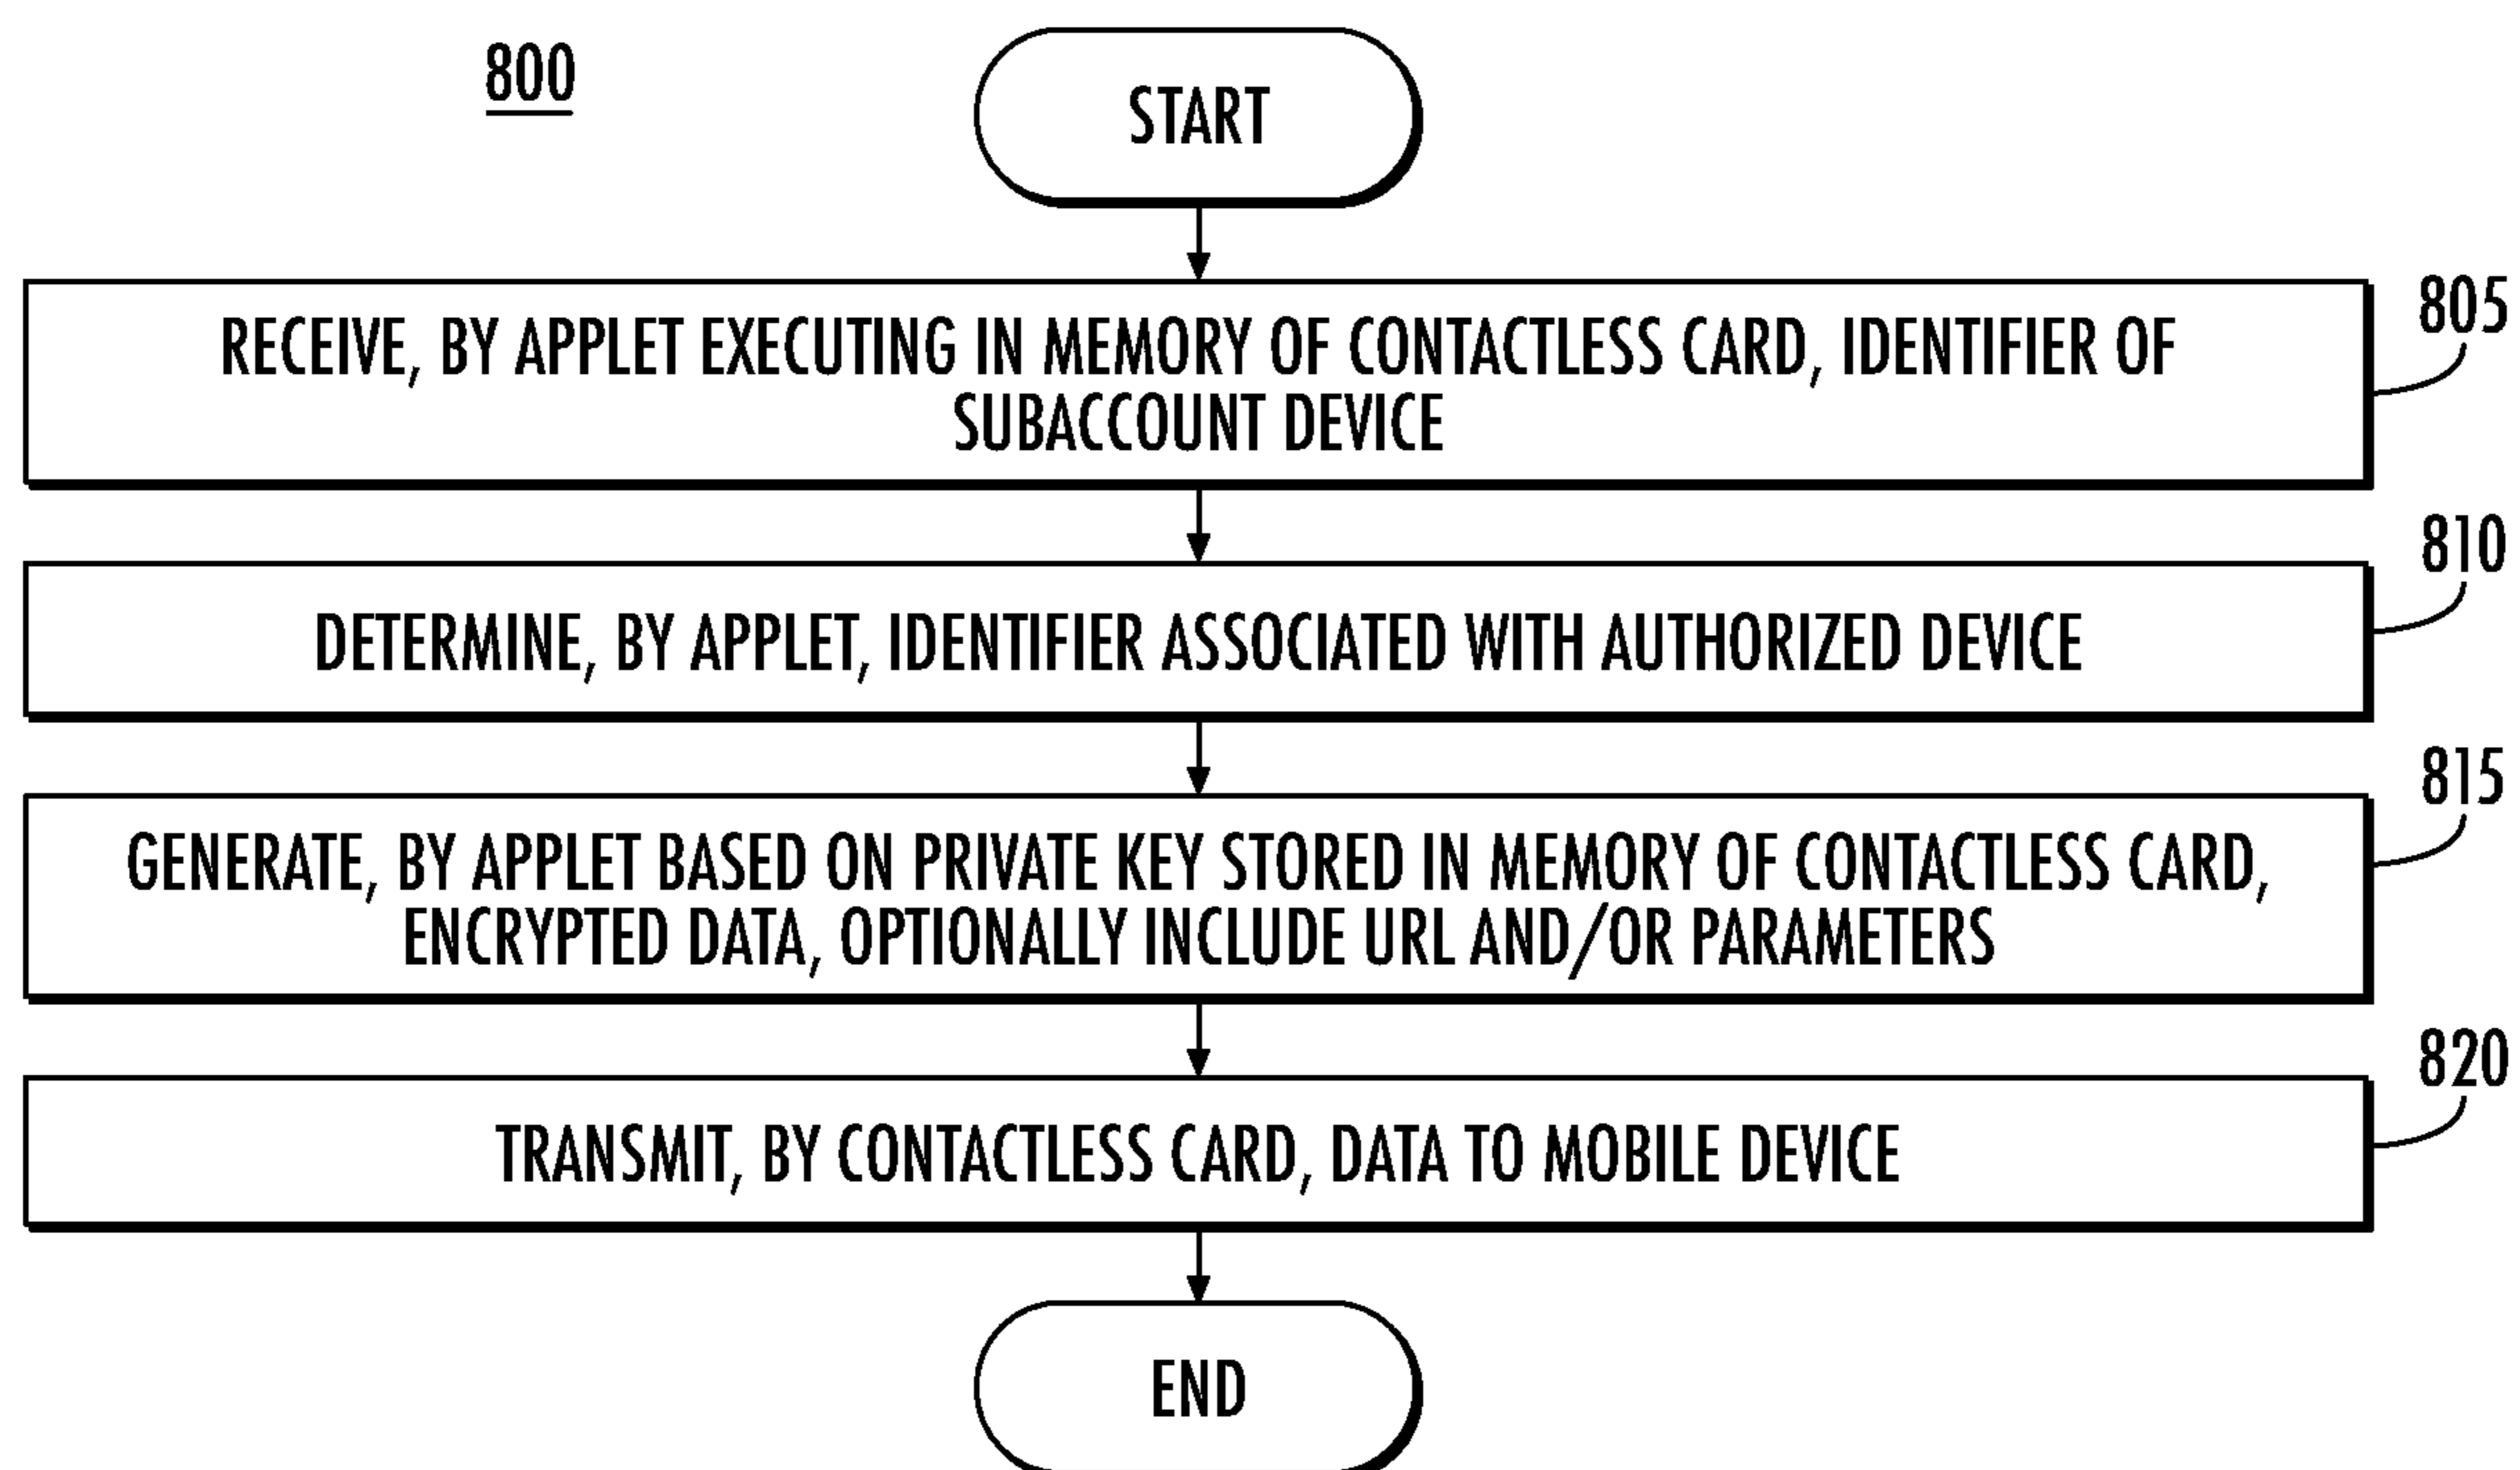 800
START
RECEIVE, BY APPLET EXECUTING IN MEMORY OF CONTACTLESS CARD, IDENTIFIER OF
SUBACCOUNT DEVICE
805
DETERMINE, BY APPLET, IDENTIFIER ASSOCIATED WITH AUTHORIZED DEVICE
810
GENERATE, BY APPLET BASED ON PRIVATE KEY STORED IN MEMORY OF CONTACTLESS CARD,
ENCRYPTED DATA, OPTIONALLY INCLUDE URL AND/OR PARAMETERS
815
TRANSMIT, BY CONTACTLESS CARD, DATA TO MOBILE DEVICE
820
END